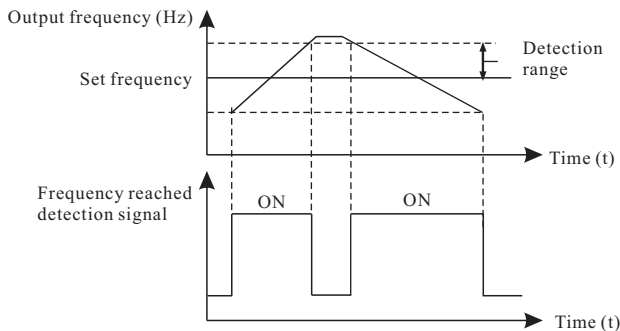 Output frequency (Hz)
Detection
range
Set frequency
Time (t)
Frequency reached
detection signal
ON
ON
Time (t)